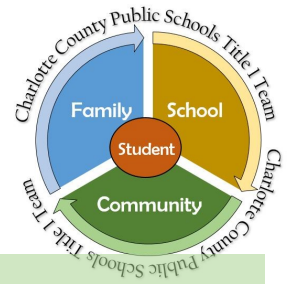 Charlotte County Public Schools Title I Team
Charlotte County Public Schools Title I Team
Family
School
Student
Community